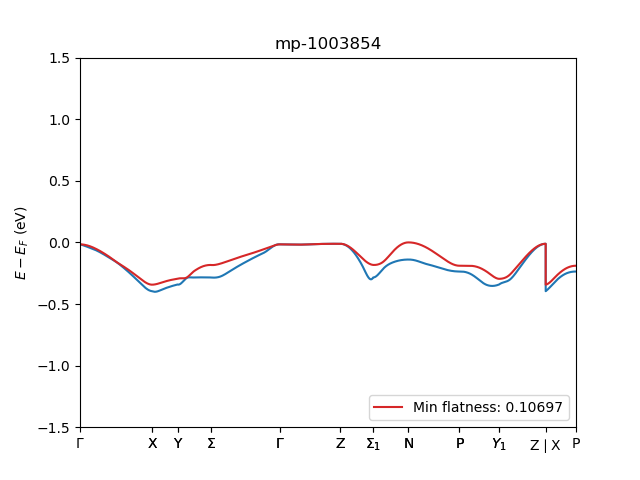 mp-1003854
E − E_F (eV)
1.5
1.0
0.5
0.0
−0.5
−1.0
−1.5
Min flatness: 0.10697
Γ X Y Σ Γ Z Σ₁ N P Y₁ Z | X P